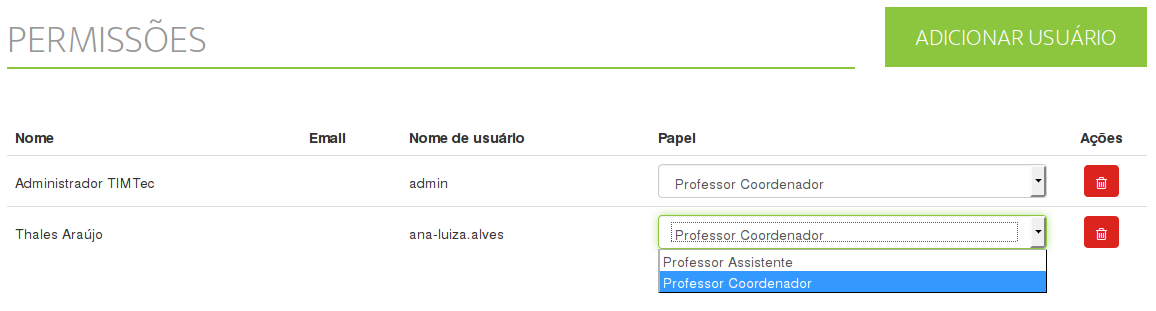 PERMISSÕES
ADICIONAR USUÁRIO
Nome Email Nome de usuário Papel Ações
Administrador TIMTec admin Professor Coordenador
Thales Araújo ana-luiza.alves Professor Coordenador
Professor Assistente
Professor Coordenador